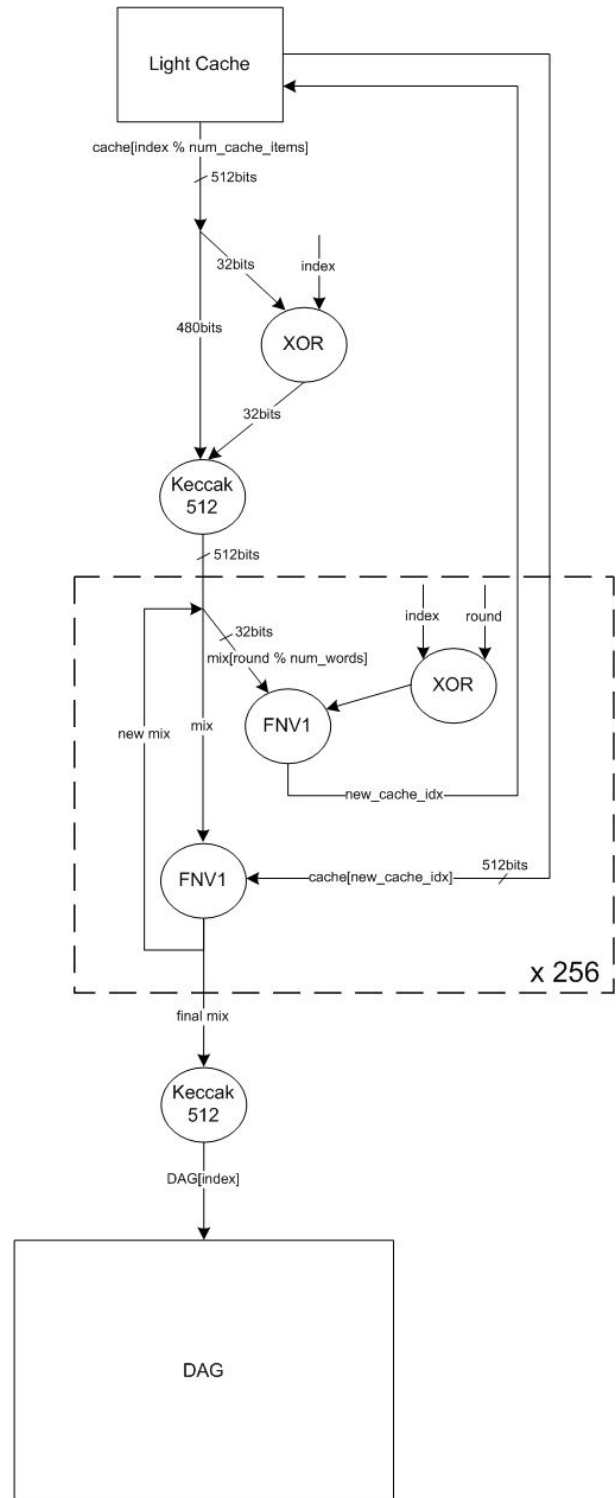 Light Cache
cache[index % num_cache_items]
512bits
32bits
index
480bits
XOR
32bits
Keccak
512
512bits
index
round
32bits
mix[round % num_words]
XOR
FNV1
new mix
mix
new_cache_idx
512bits
FNV1
cache[new_cache_idx]
x 256
final mix
Keccak
512
DAG[index]
DAG